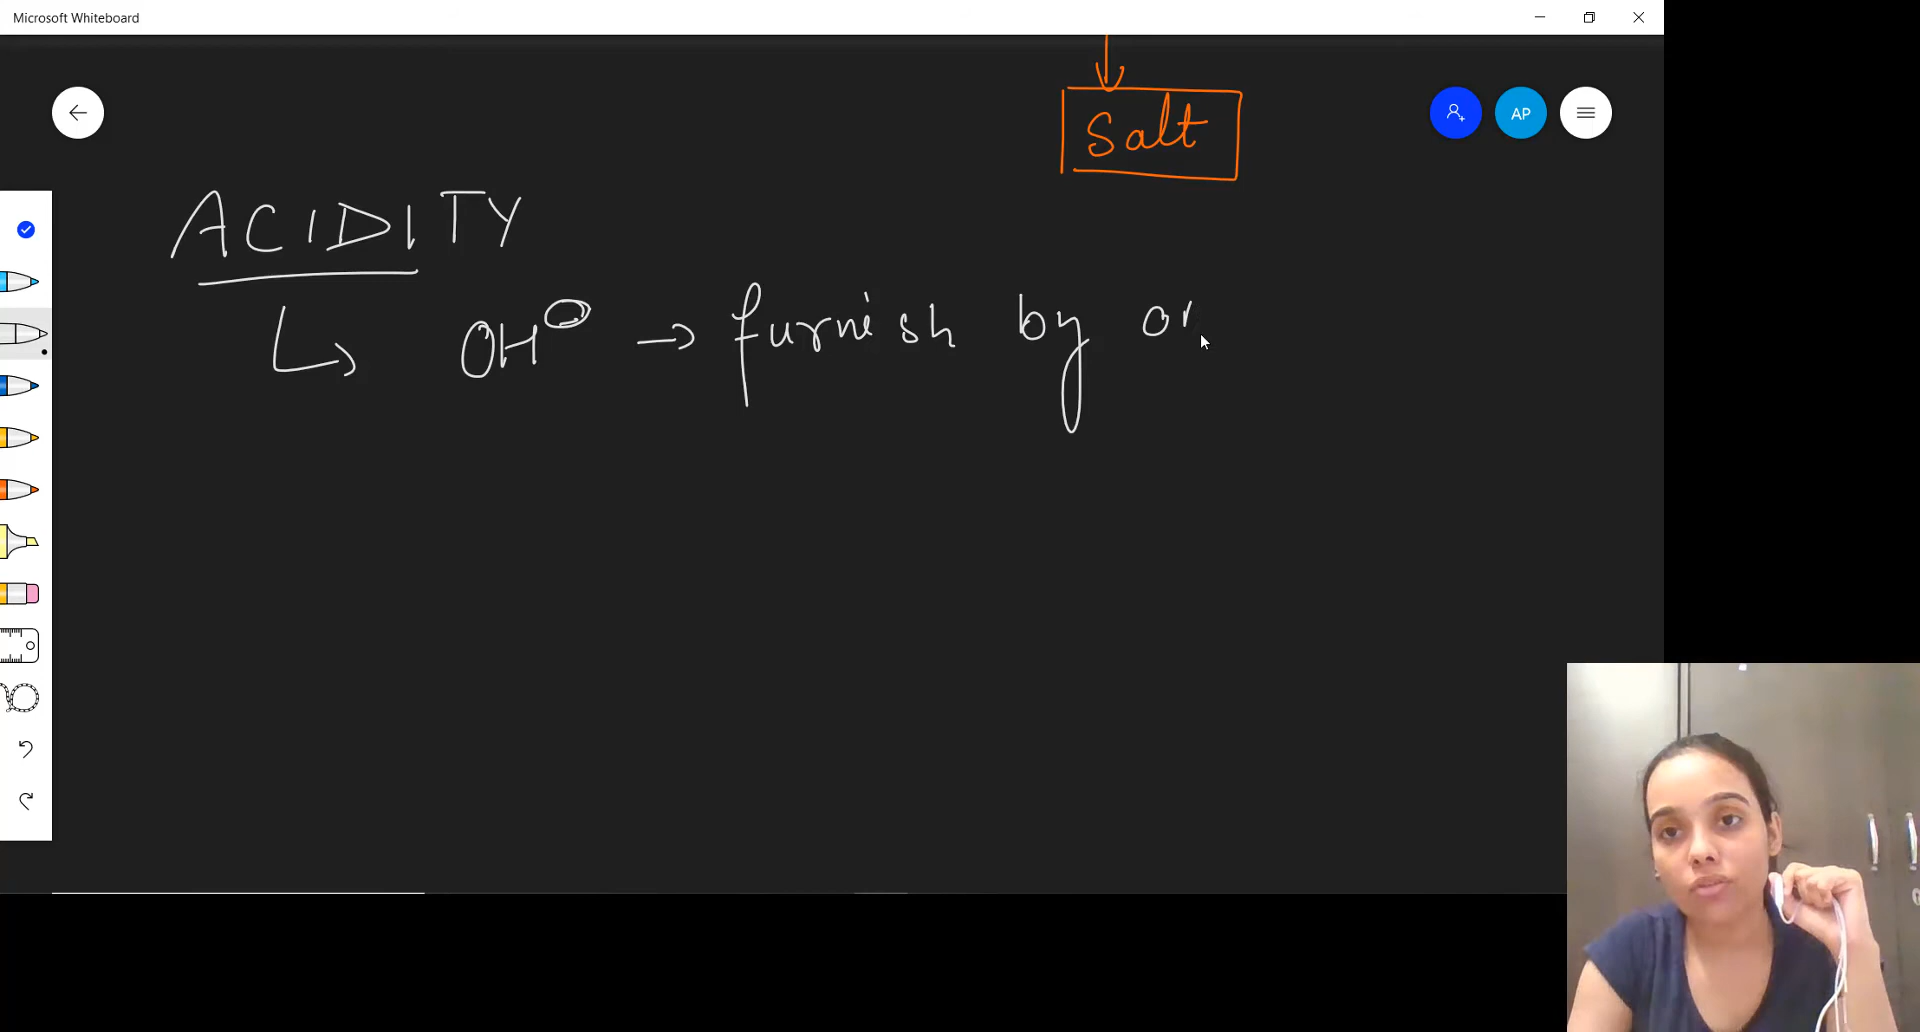 Microsoft Whiteboard
Salt
AP
ACIDITY
↳ OH⊖ → furnish by